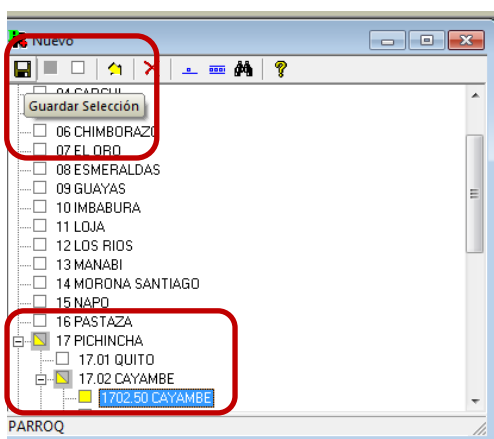 Nuevo
04 CARCHI
Guardar Selección
06 CHIMBORAZO
07 EL ORO
08 ESMERALDAS
09 GUAYAS
10 IMBABURA
11 LOJA
12 LOS RIOS
13 MANABI
14 MORONA SANTIAGO
15 NAPO
16 PASTAZA
17 PICHINCHA
17.01 QUITO
17.02 CAYAMBE
1702.50 CAYAMBE
PARROQ